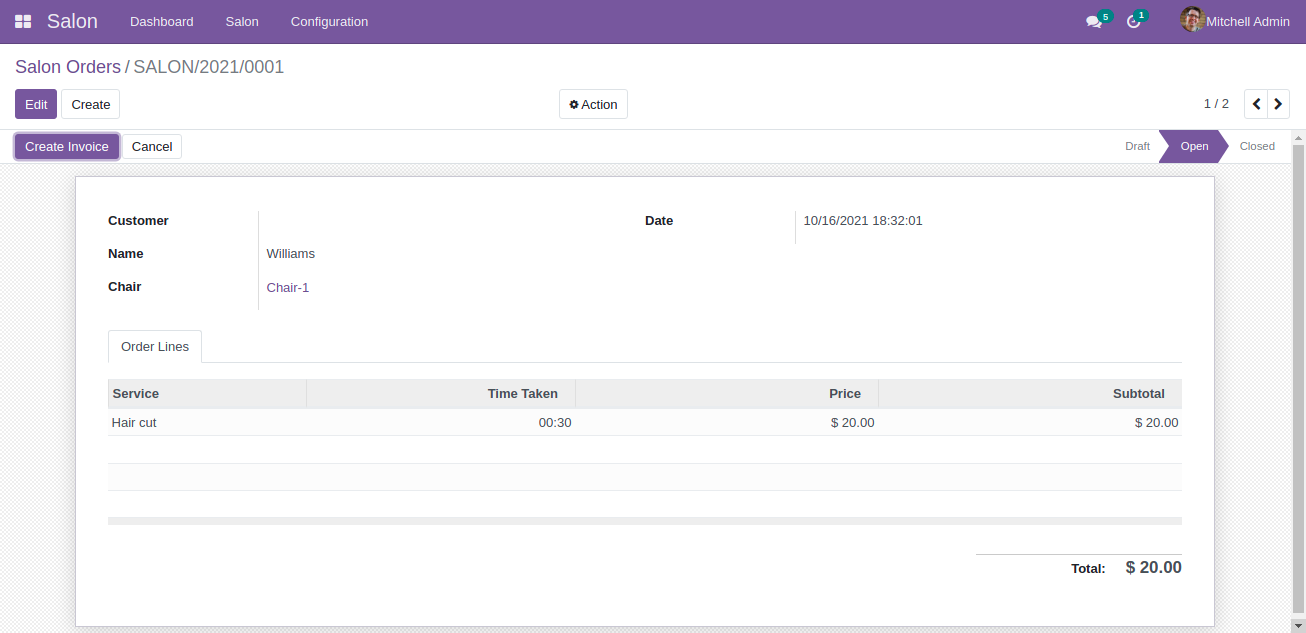 Salon Dashboard Salon Configuration 5 1 Mitchell Admin
Salon Orders / SALON/2021/0001
Edit Create Action 1 / 2
Create Invoice Cancel Draft Open Closed
Customer Date 10/16/2021 18:32:01
Name Williams
Chair Chair-1
Order Lines
Service Time Taken Price Subtotal
Hair cut 00:30 $ 20.00 $ 20.00
Total: $ 20.00